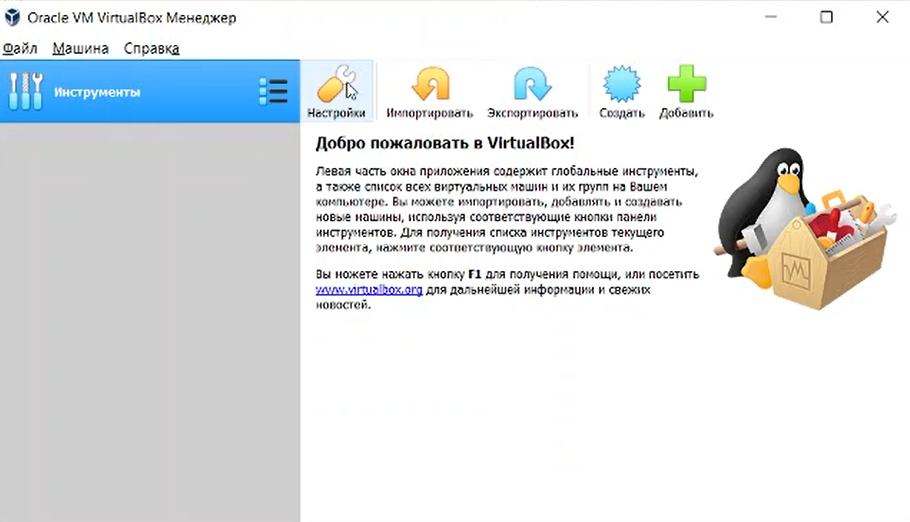 Oracle VM VirtualBox Менеджер
Файл Машина Справка
Инструменты
Настройки Импортировать Экспортировать Создать Добавить
Добро пожаловать в VirtualBox!
Левая часть окна приложения содержит глобальные инструменты,
а также список всех виртуальных машин и их групп на Вашем
компьютере. Вы можете импортировать, добавлять и создавать
новые машины, используя соответствующие кнопки панели
инструментов. Для получения списка инструментов текущего
элемента, нажмите соответствующую кнопку элемента.
Вы можете нажать кнопку F1 для получения помощи, или посетить
www.virtualbox.org для дальнейшей информации и свежих
новостей.